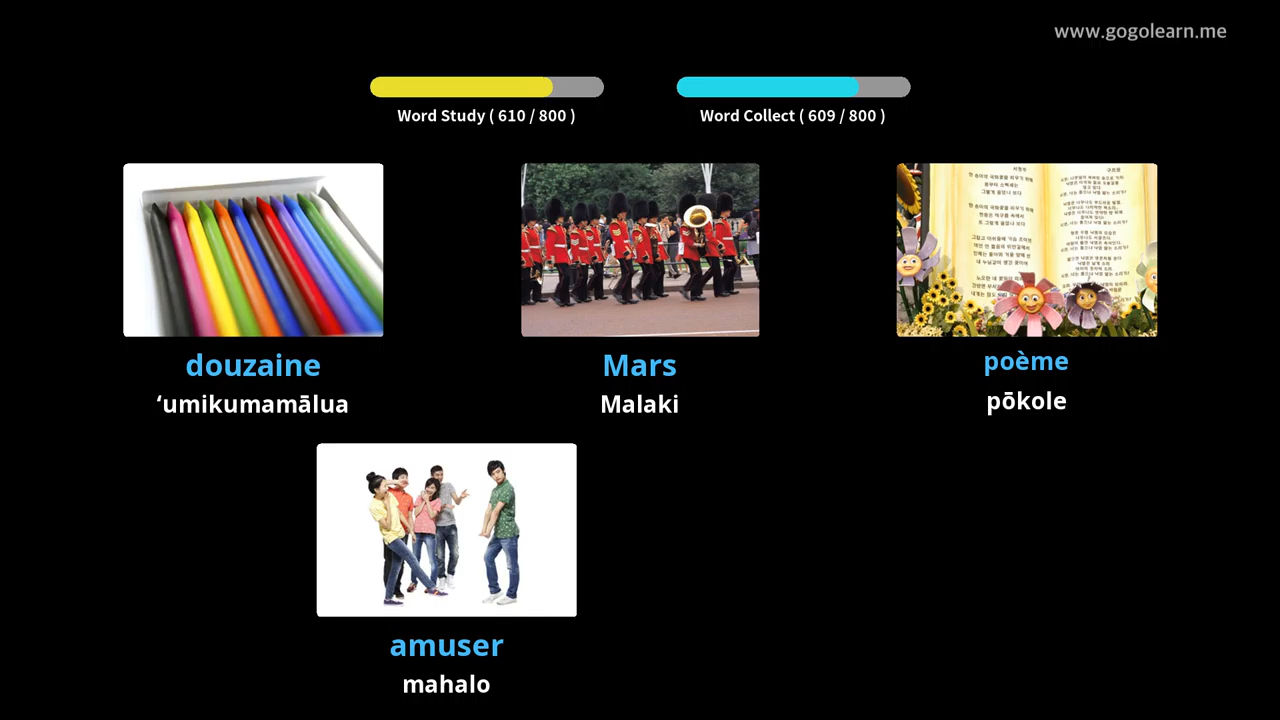 www.gogolearn.me
Word Study ( 610 / 800 )
Word Collect ( 609 / 800 )
douzaine
ʻumikumamālua
Mars
Malaki
poème
pōkole
amuser
mahalo